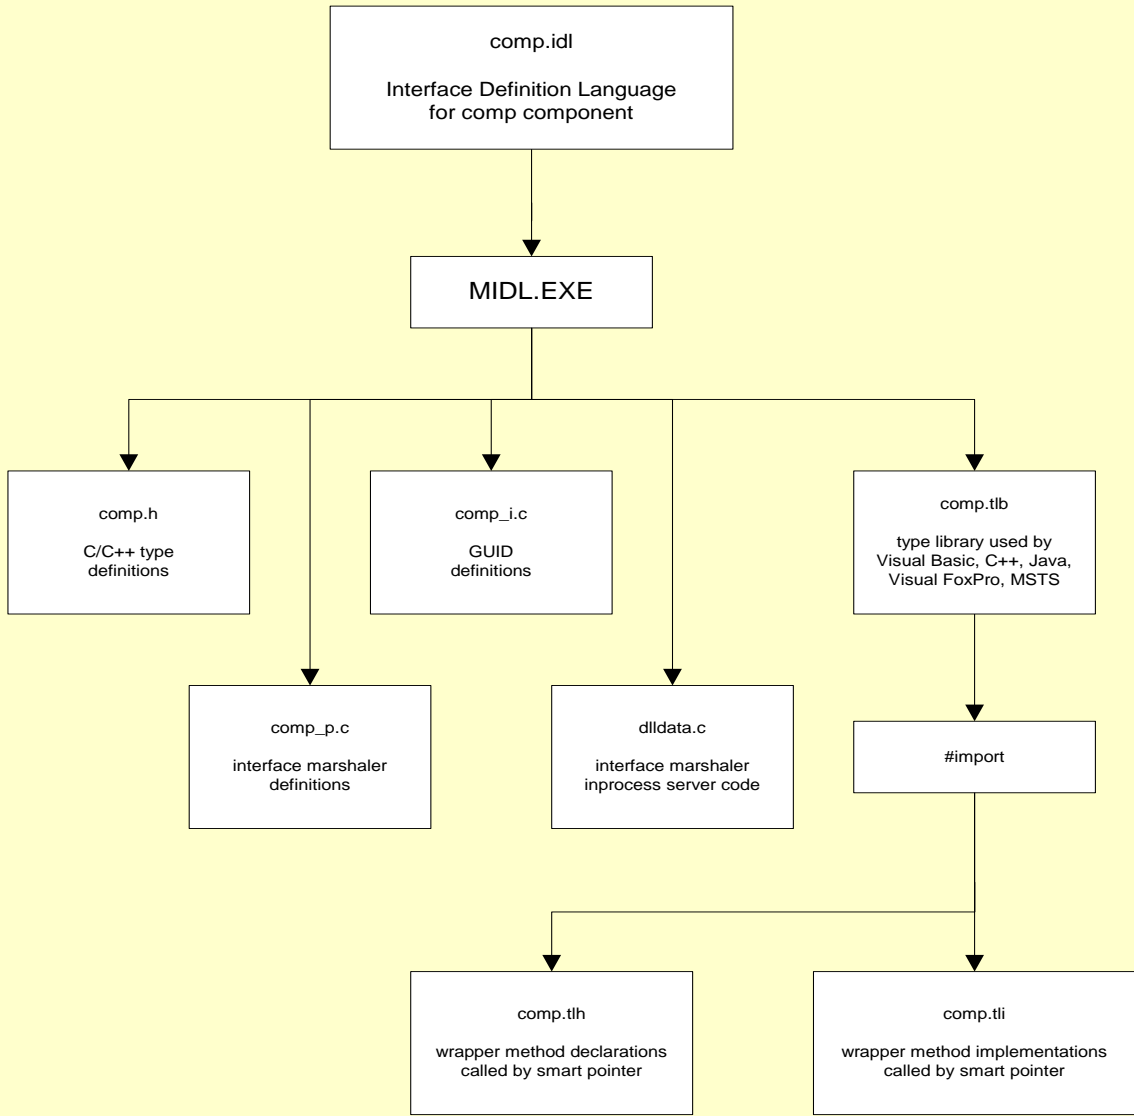 comp.idl
Interface Definition Language
for comp component
MIDL.EXE
comp.h
C/C++ type
definitions
comp_i.c
GUID
definitions
comp.tlb
type library used by
Visual Basic, C++, Java,
Visual FoxPro, MSTS
comp_p.c
interface marshaler
definitions
dlldata.c
interface marshaler
inprocess server code
#import
comp.tlh
wrapper method declarations
called by smart pointer
comp.tli
wrapper method implementations
called by smart pointer